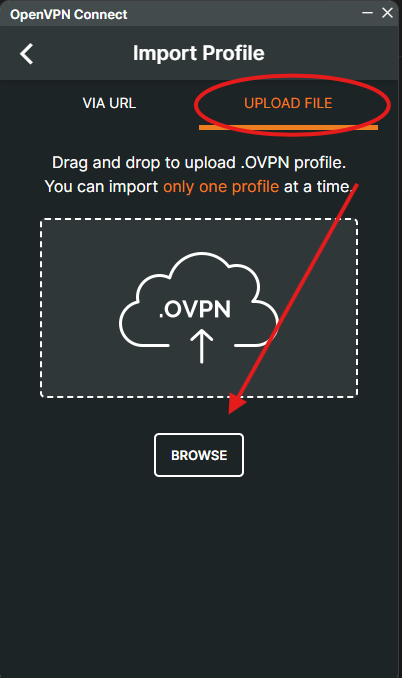 OpenVPN Connect
Import Profile
VIA URL
UPLOAD FILE
Drag and drop to upload .OVPN profile.
You can import only one profile at a time.
.OVPN
BROWSE